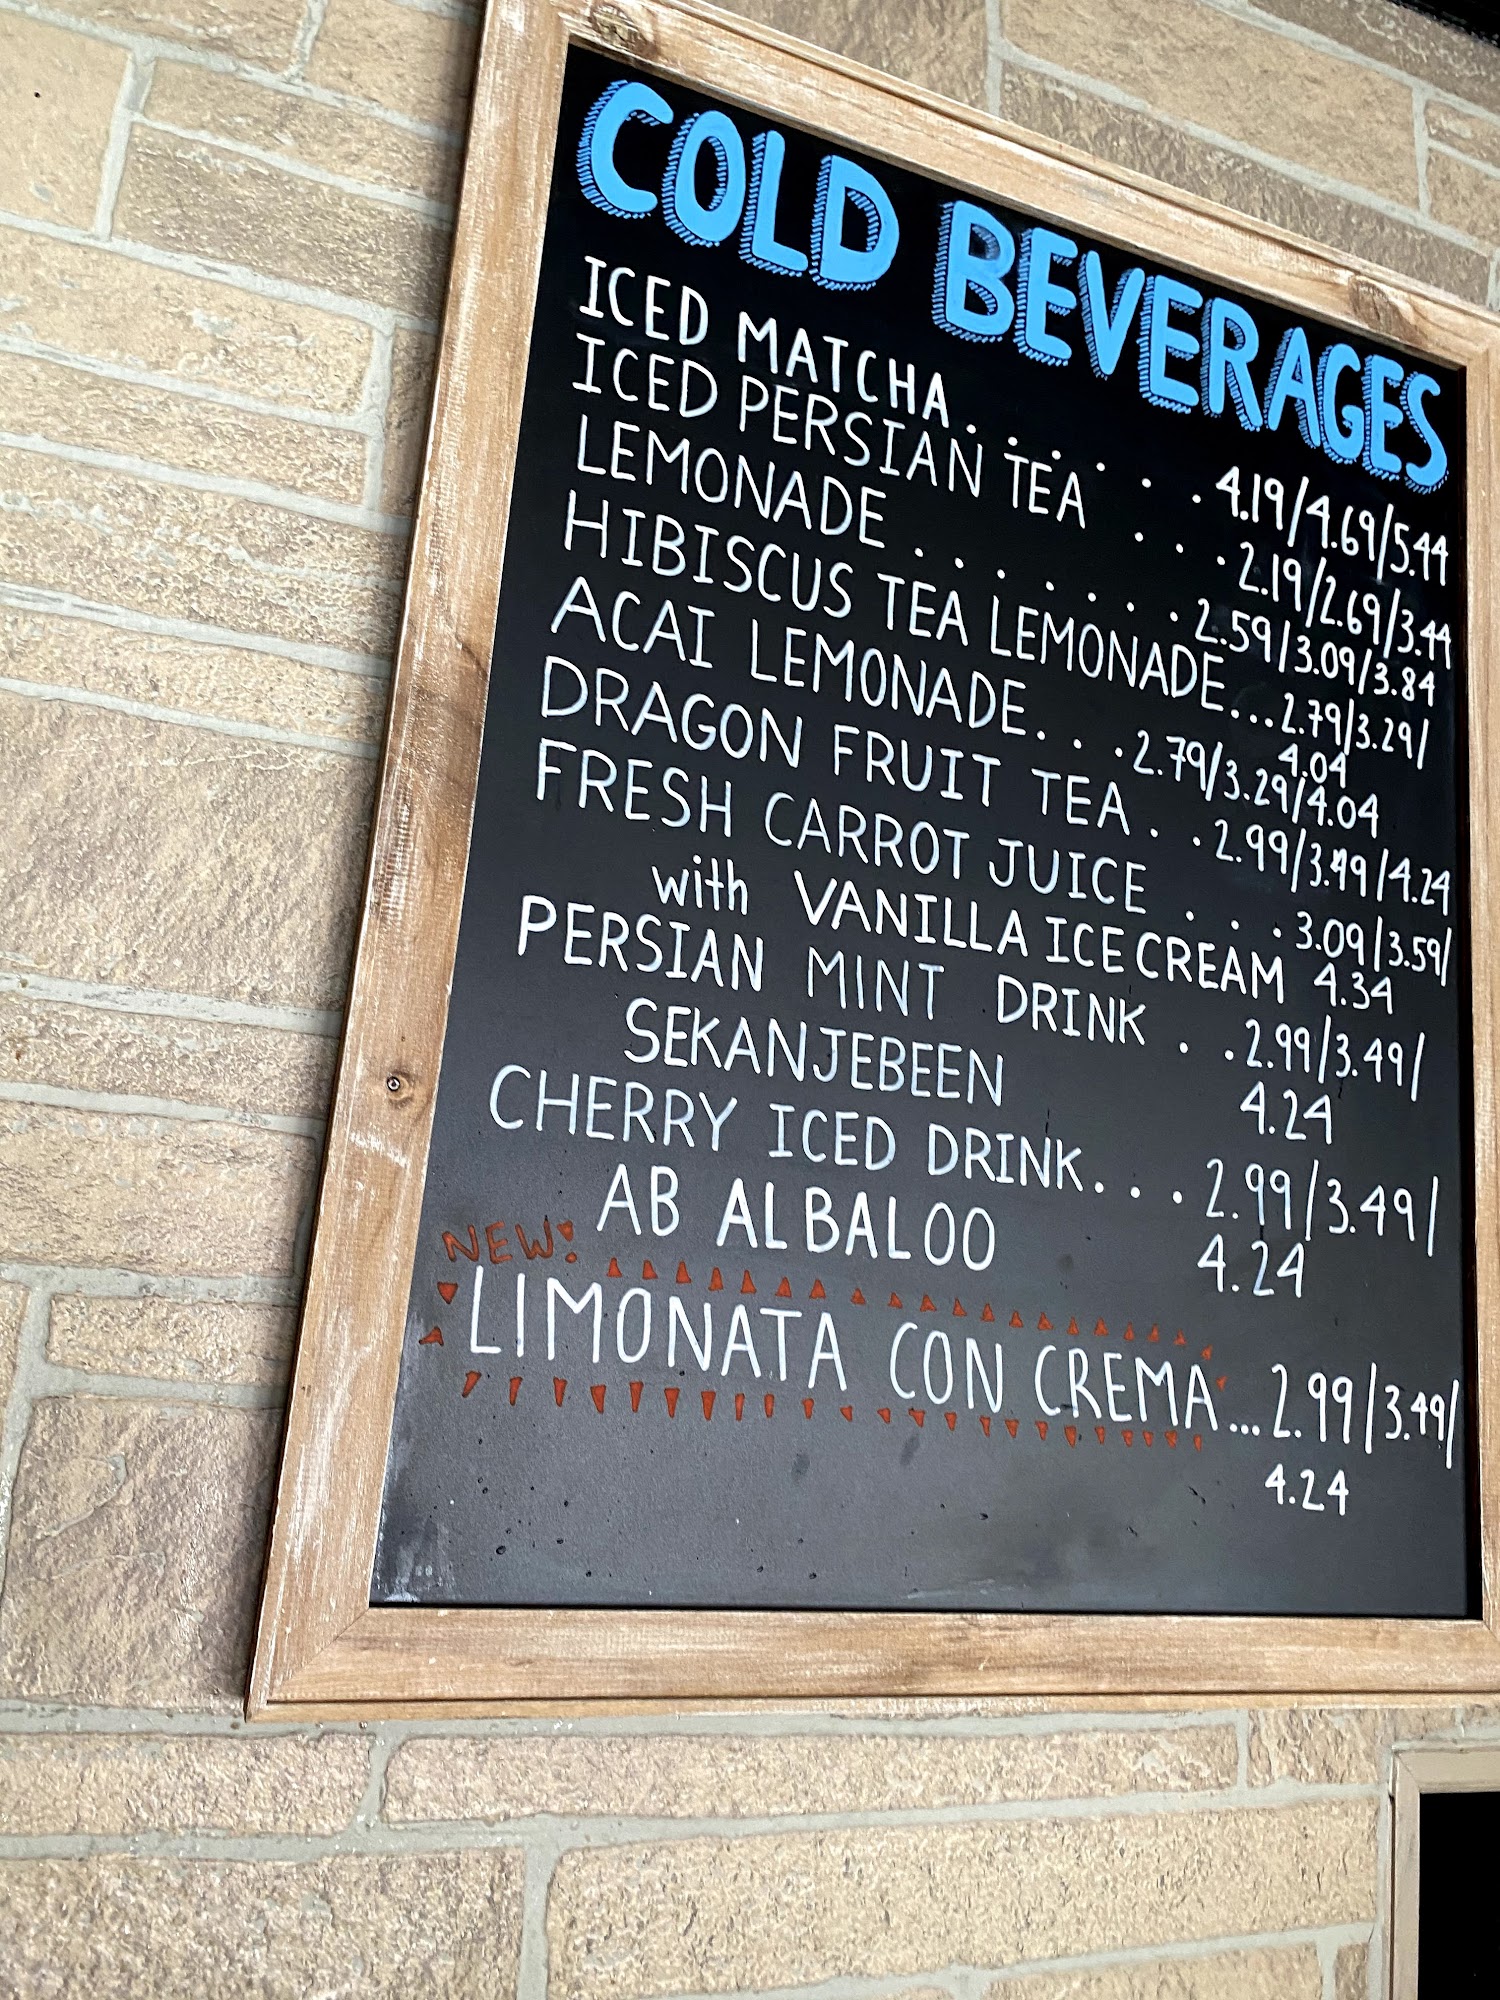 COLD BEVERAGES
ICED MATCHA . . . . . . 4.19/4.69/5.44
ICED PERSIAN TEA . . . 2.19/2.69/3.44
LEMONADE . . . . . . . 2.59/3.09/3.84
HIBISCUS TEA LEMONADE...2.79/3.29/
4.04
ACAI LEMONADE. . .2.79/3.29/4.04
DRAGON FRUIT TEA . . 2.99/3.49/4.24
FRESH CARROT JUICE . . . 3.09/3.59/
with VANILLA ICE CREAM 4.34
PERSIAN MINT DRINK . . 2.99/3.49/
SEKANJEBEEN 4.24
CHERRY ICED DRINK. . . 2.99/3.49/
AB ALBALOO 4.24
NEW!
LIMONATA CON CREMA...2.99/3.49/
4.24